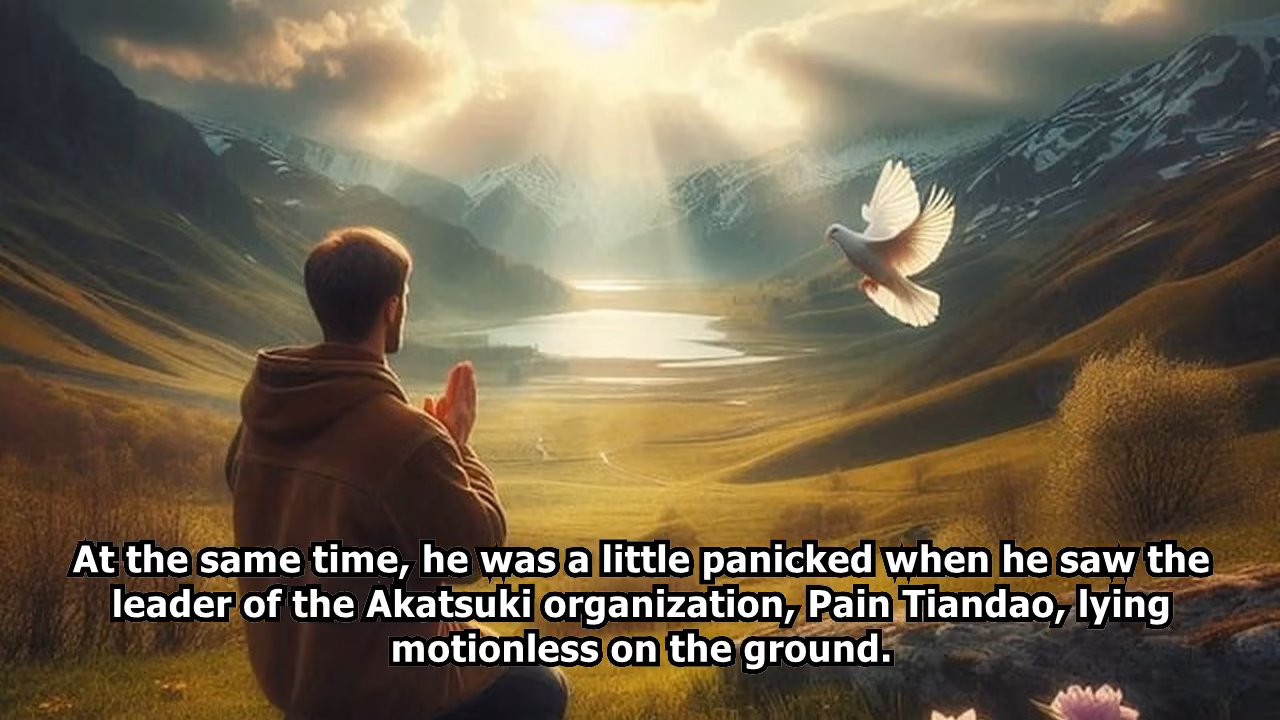 At the same time, he was a little panicked when he saw the
leader of the Akatsuki organization, Pain Tiandao, lying
motionless on the ground.